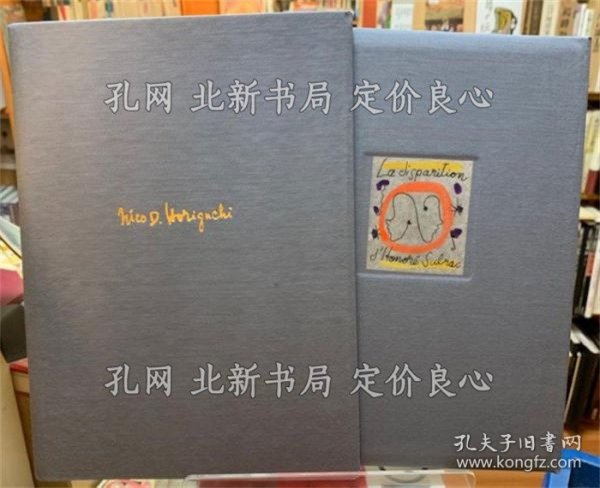 孔网 北新书局 定价良心
La disparition
Nico D. Horiguchi
d'Honoré Subrac
孔网 北新书局 定价良心
孔夫子旧書网
www.kongfz.com